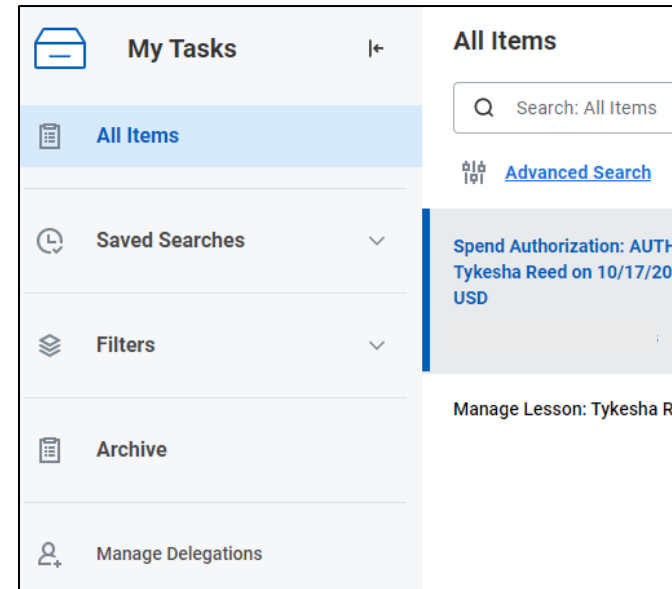 My Tasks
All Items
Saved Searches
Filters
Archive
Manage Delegations
All Items
Search: All Items
Advanced Search
Spend Authorization: AUTH
Tykesha Reed on 10/17/20
USD
Manage Lesson: Tykesha R